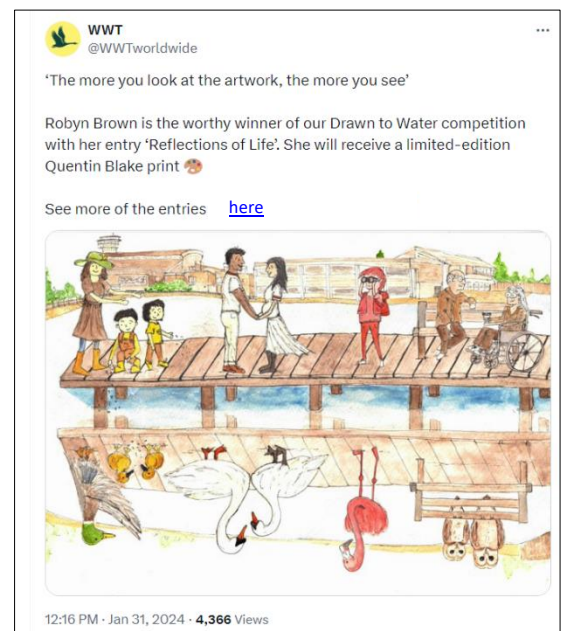 WWT
@WWTworldwide
‘The more you look at the artwork, the more you see’
Robyn Brown is the worthy winner of our Drawn to Water competition
with her entry ‘Reflections of Life’. She will receive a limited-edition
Quentin Blake print 🎨
See more of the entries here
12:16 PM · Jan 31, 2024 · 4,366 Views